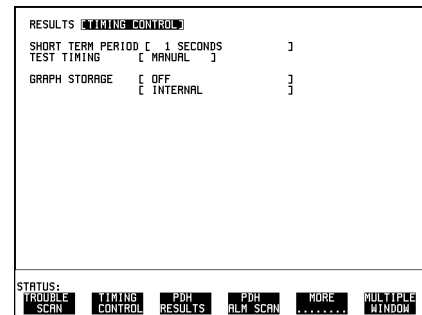 RESULTS [TIMING CONTROL]
SHORT TERM PERIOD [ 1 SECONDS ]
TEST TIMING [ MANUAL ]
GRAPH STORAGE [ OFF ]
[ INTERNAL ]
STATUS:
TROUBLE SCAN TIMING CONTROL PDH RESULTS PDH ALM SCAN MORE ........ MULTIPLE WINDOW